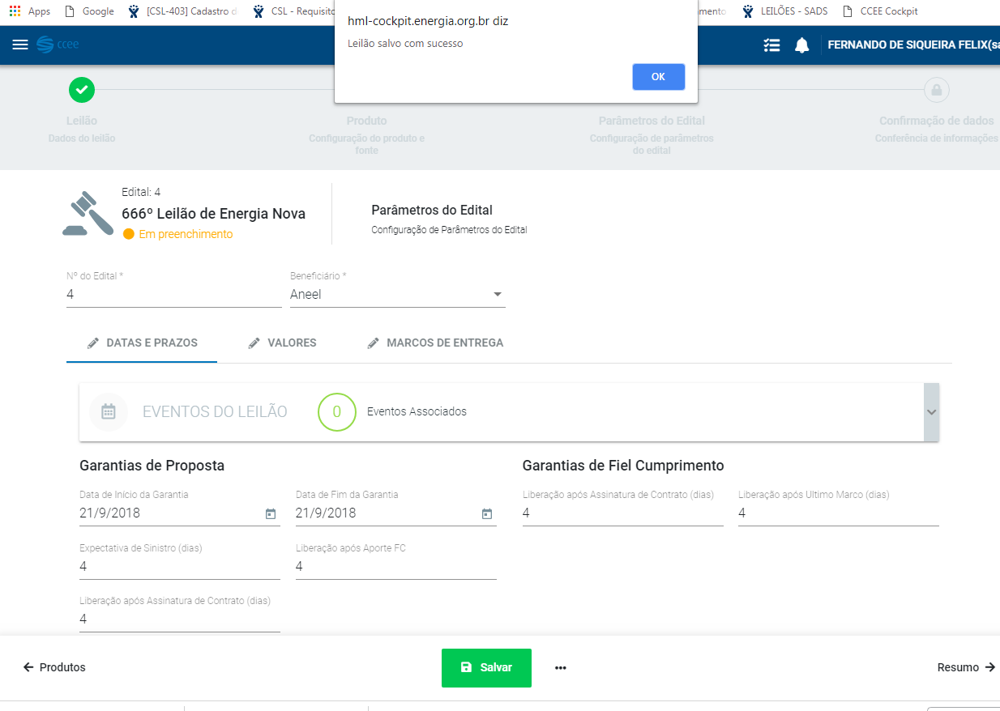 Apps
Google
[CSL-403] Cadastro d
CSL - Requisito
mento
LEILÕES - SADS
CCEE Cockpit
hml-cockpit.energia.org.br diz
Leilão salvo com sucesso
OK
ccee
FERNANDO DE SIQUEIRA FELIX(sa
Leilão
Dados do leilão
Produto
Configuração do produto e
fonte
Parâmetros do Edital
Configuração de parâmetros
do edital
Confirmação de dados
Conferência de informações
Edital: 4
666º Leilão de Energia Nova
Em preenchimento
Parâmetros do Edital
Configuração de Parâmetros do Edital
Nº do Edital *
4
Beneficiário *
Aneel
DATAS E PRAZOS
VALORES
MARCOS DE ENTREGA
EVENTOS DO LEILÃO
0
Eventos Associados
Garantias de Proposta
Garantias de Fiel Cumprimento
Data de Início da Garantia
21/9/2018
Data de Fim da Garantia
21/9/2018
Liberação após Assinatura de Contrato (dias)
4
Liberação após Ultimo Marco (dias)
4
Expectativa de Sinistro (dias)
4
Liberação após Aporte FC
4
Liberação após Assinatura de Contrato (dias)
4
Produtos
Salvar
Resumo